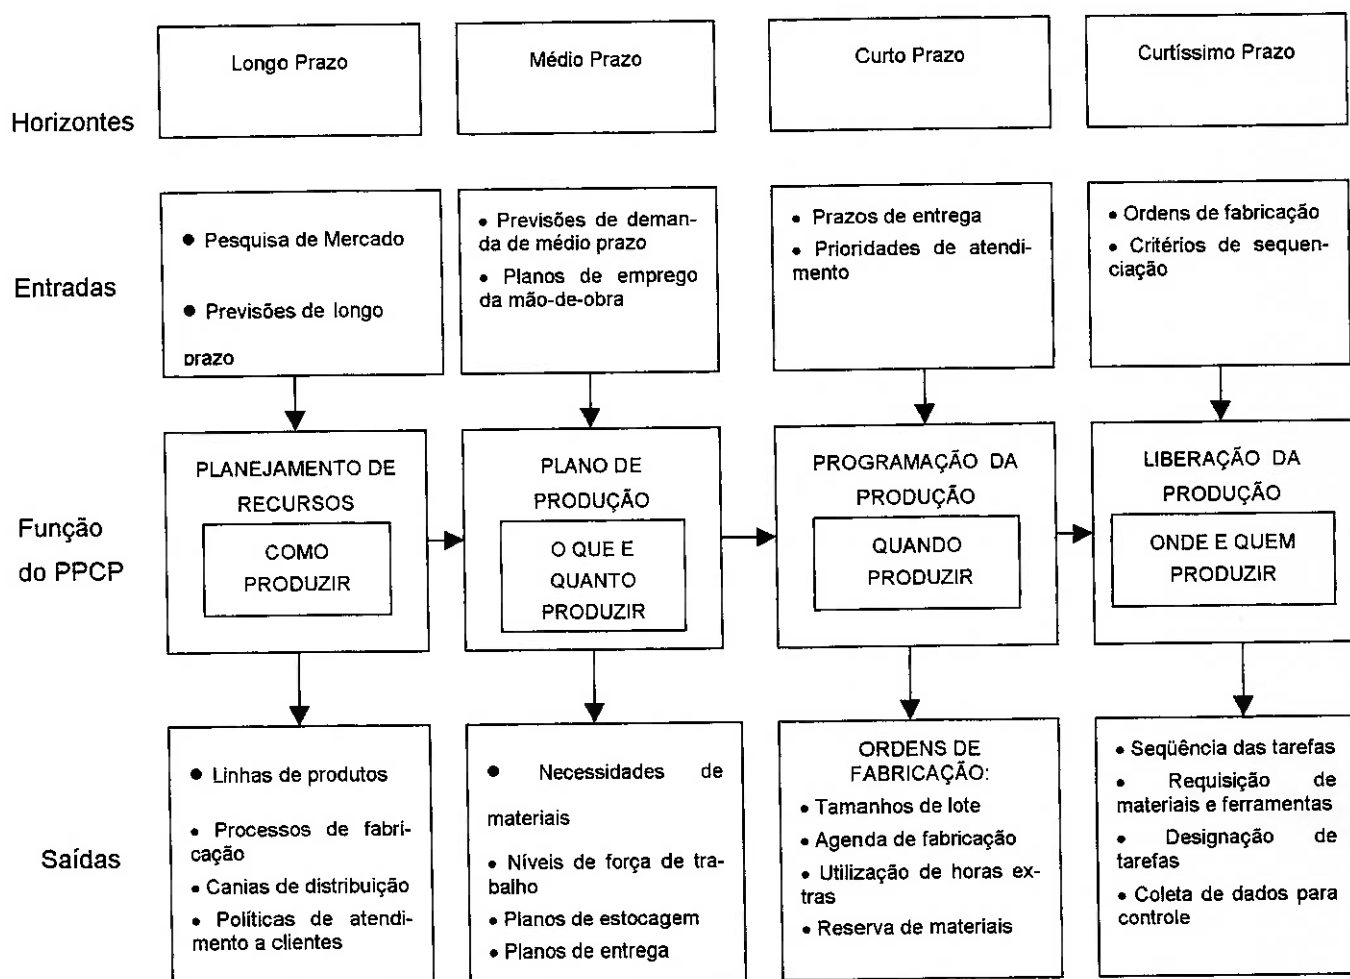 Horizontes
Longo Prazo
Médio Prazo
Curto Prazo
Curtíssimo Prazo
Entradas
● Pesquisa de Mercado
● Previsões de longo
prazo
• Previsões de deman-
da de médio prazo
• Planos de emprego
da mão-de-obra
• Prazos de entrega
• Prioridades de atendi-
mento
• Ordens de fabricação
• Critérios de sequen-
ciação
Função
do PPCP
PLANEJAMENTO DE
RECURSOS
COMO
PRODUZIR
PLANO DE
PRODUÇÃO
O QUE E
QUANTO
PRODUZIR
PROGRAMAÇÃO DA
PRODUÇÃO
QUANDO
PRODUZIR
LIBERAÇÃO DA
PRODUÇÃO
ONDE E QUEM
PRODUZIR
Saídas
● Linhas de produtos
• Processos de fabri-
cação
• Canias de distribuição
• Políticas de atendi-
mento a clientes
● Necessidades de
materiais
• Níveis de força de tra-
balho
• Planos de estocagem
• Planos de entrega
ORDENS DE
FABRICAÇÃO:
• Tamanhos de lote
• Agenda de fabricação
• Utilização de horas ex-
tras
• Reserva de materiais
• Seqüência das tarefas
• Requisição de
materiais e ferramentas
• Designação de
tarefas
• Coleta de dados para
controle